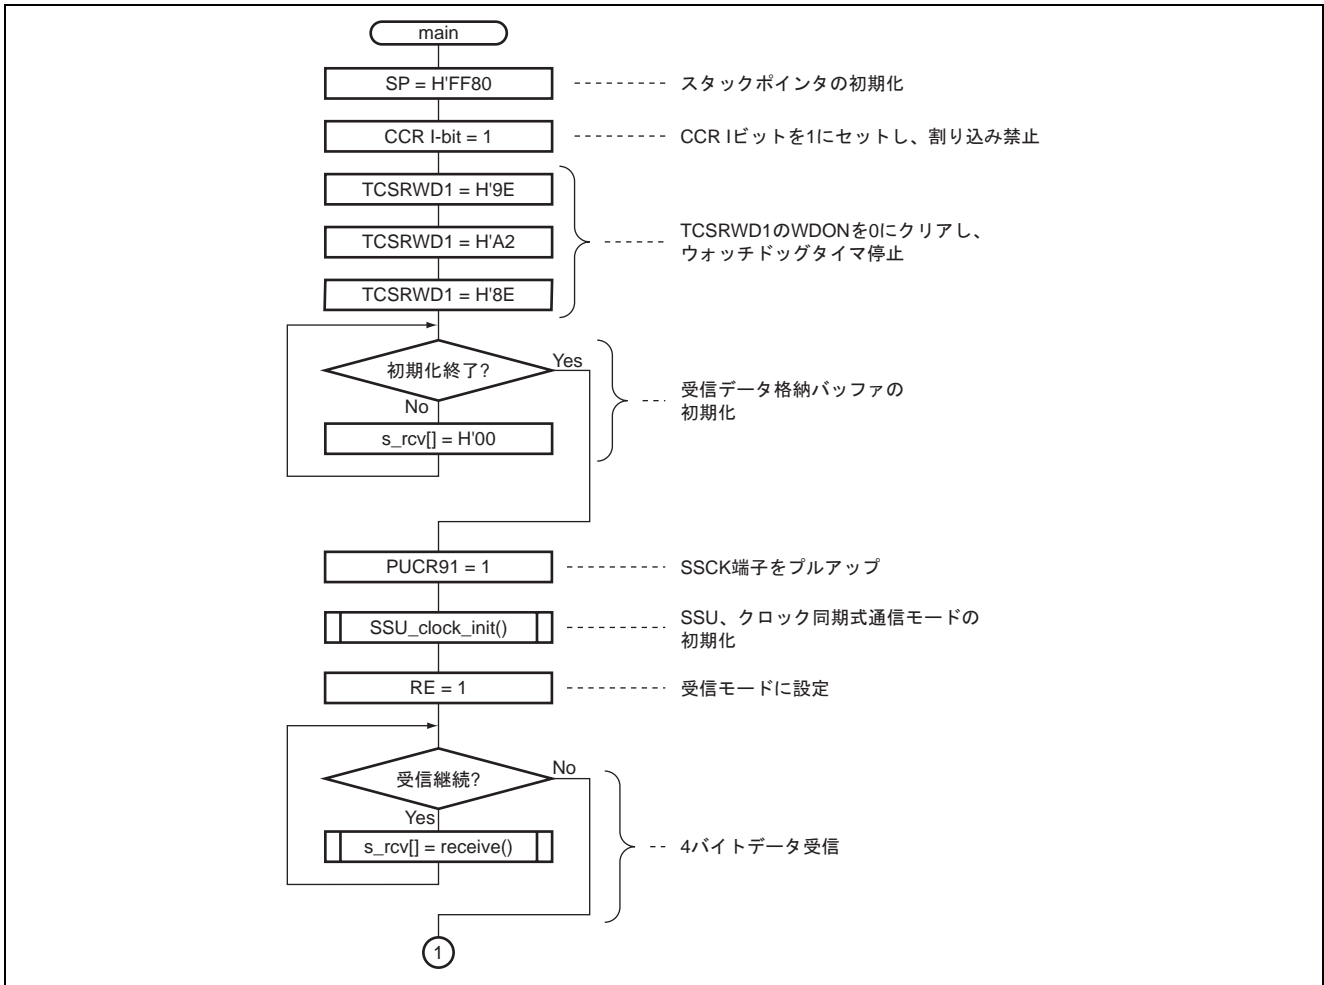 main
SP = H'FF80
スタックポインタの初期化
CCR I-bit = 1
CCR Iビットを1にセットし、割り込み禁止
TCSRWD1 = H'9E
TCSRWD1 = H'A2
TCSRWD1 = H'8E
TCSRWD1のWDONを0にクリアし、
ウォッチドッグタイマ停止
初期化終了?
Yes
No
s_rcv[] = H'00
受信データ格納バッファの
初期化
PUCR91 = 1
SSCK端子をプルアップ
SSU_clock_init()
SSU、クロック同期式通信モードの
初期化
RE = 1
受信モードに設定
受信継続?
No
Yes
s_rcv[] = receive()
4バイトデータ受信
1